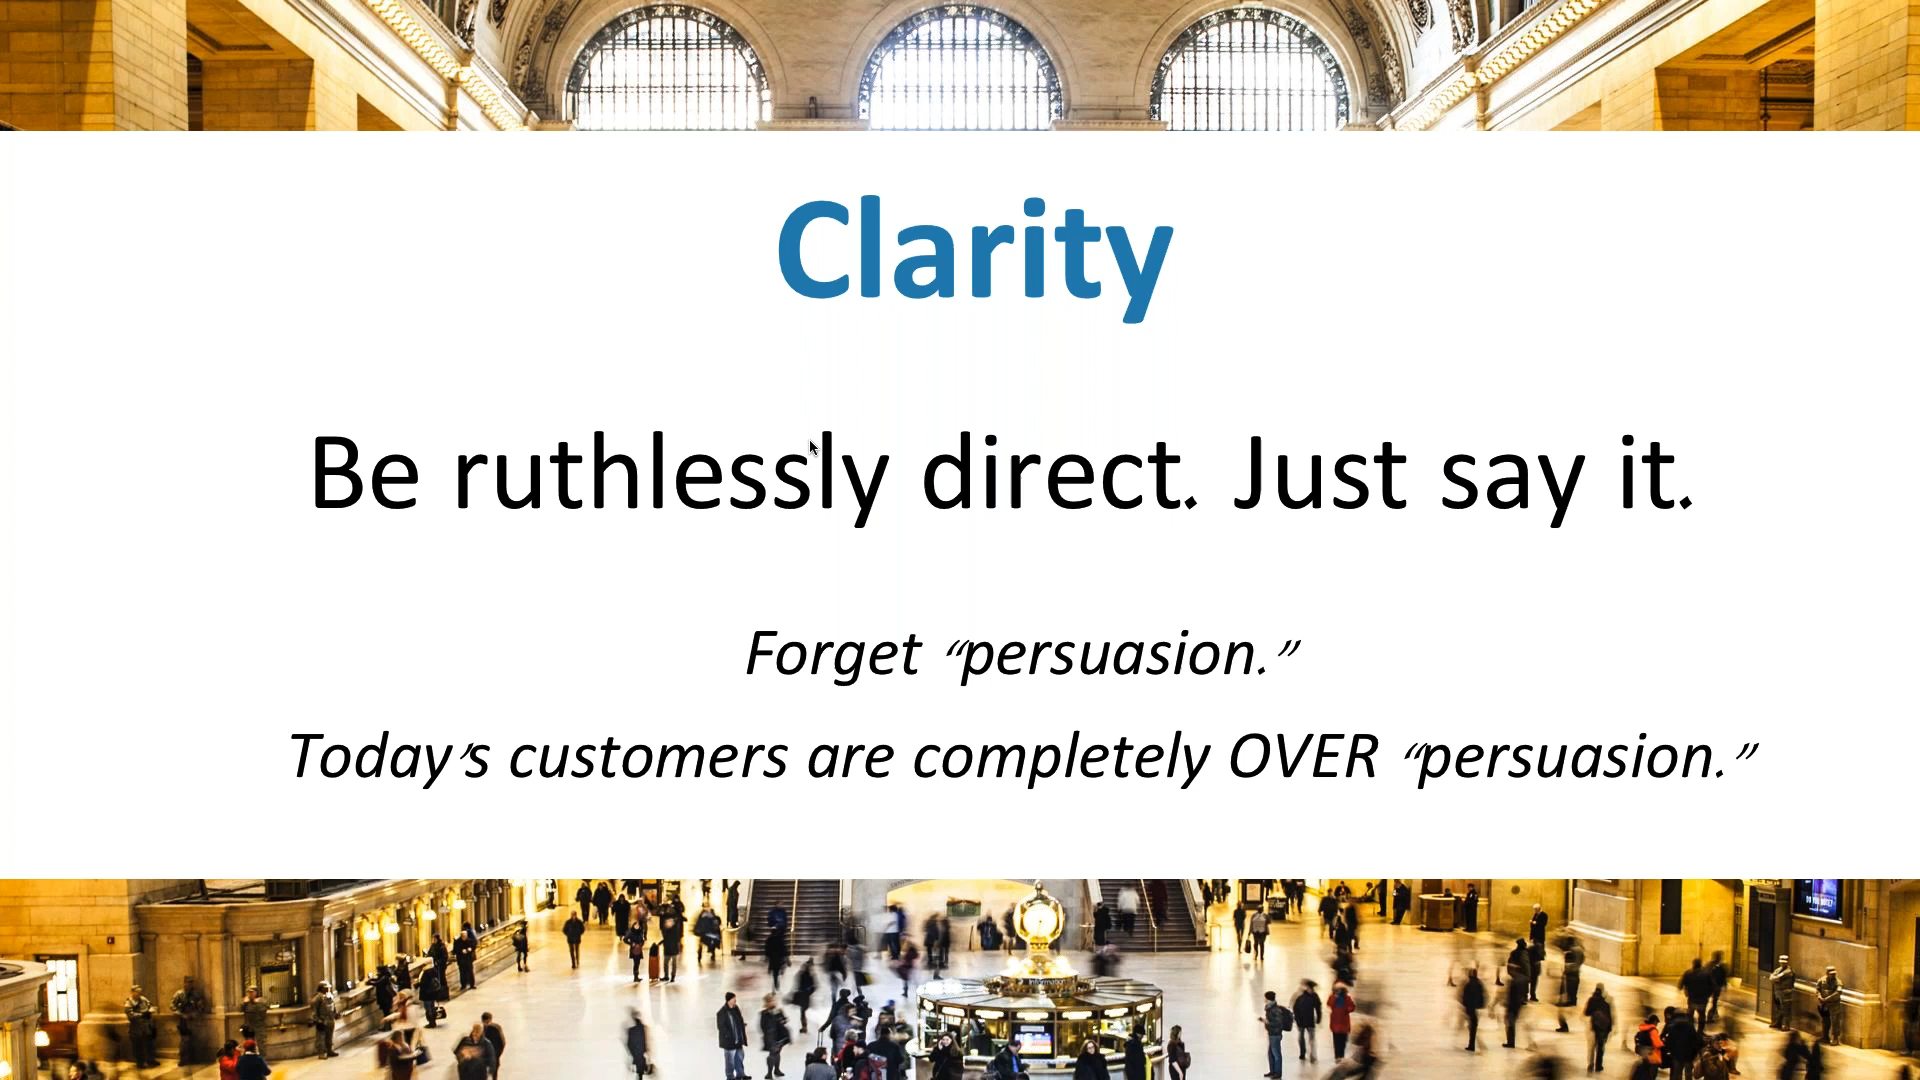 Clarity
Be ruthlessly direct. Just say it.
Forget “persuasion.”
Today’s customers are completely OVER “persuasion.”